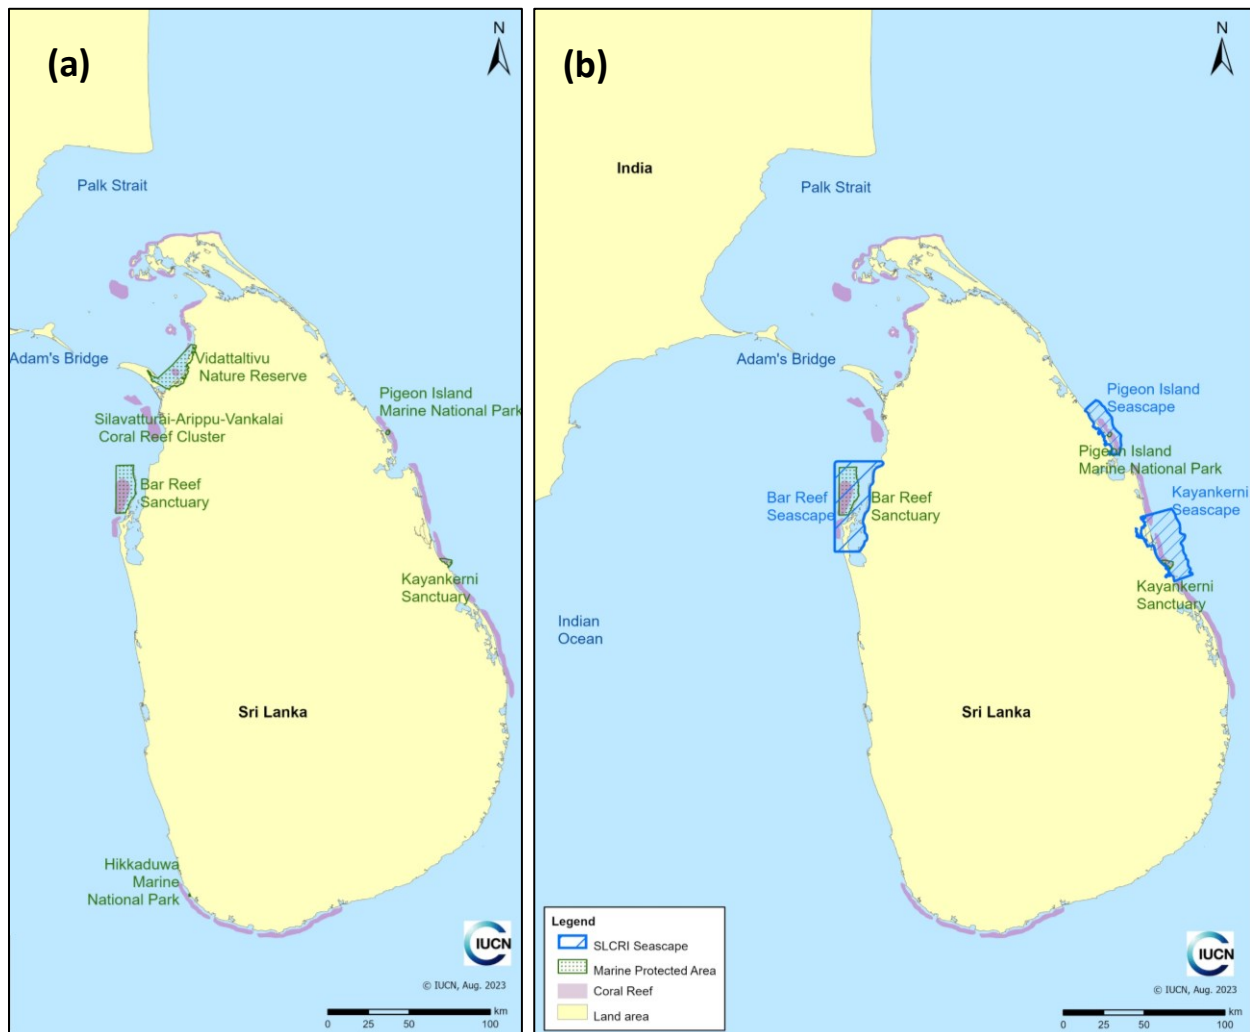 (a)
N
Palk Strait
Adam's Bridge
Vidattaltivu
Nature Reserve
Pigeon Island
Marine National Park
Silavatturai-Arippu-Vankalai
Coral Reef Cluster
Bar Reef
Sanctuary
Kayankerni
Sanctuary
Sri Lanka
Hikkaduwa
Marine
National Park
IUCN
© IUCN, Aug. 2023
km
0 25 50 100
(b)
N
India
Palk Strait
Adam's Bridge
Pigeon Island
Seascape
Pigeon Island
Marine National Park
Bar Reef
Seascape
Bar Reef
Sanctuary
Kayankerni
Seascape
Kayankerni
Sanctuary
Indian
Ocean
Sri Lanka
Legend
SLCRI Seascape
Marine Protected Area
Coral Reef
Land area
IUCN
© IUCN, Aug. 2023
km
0 25 50 100